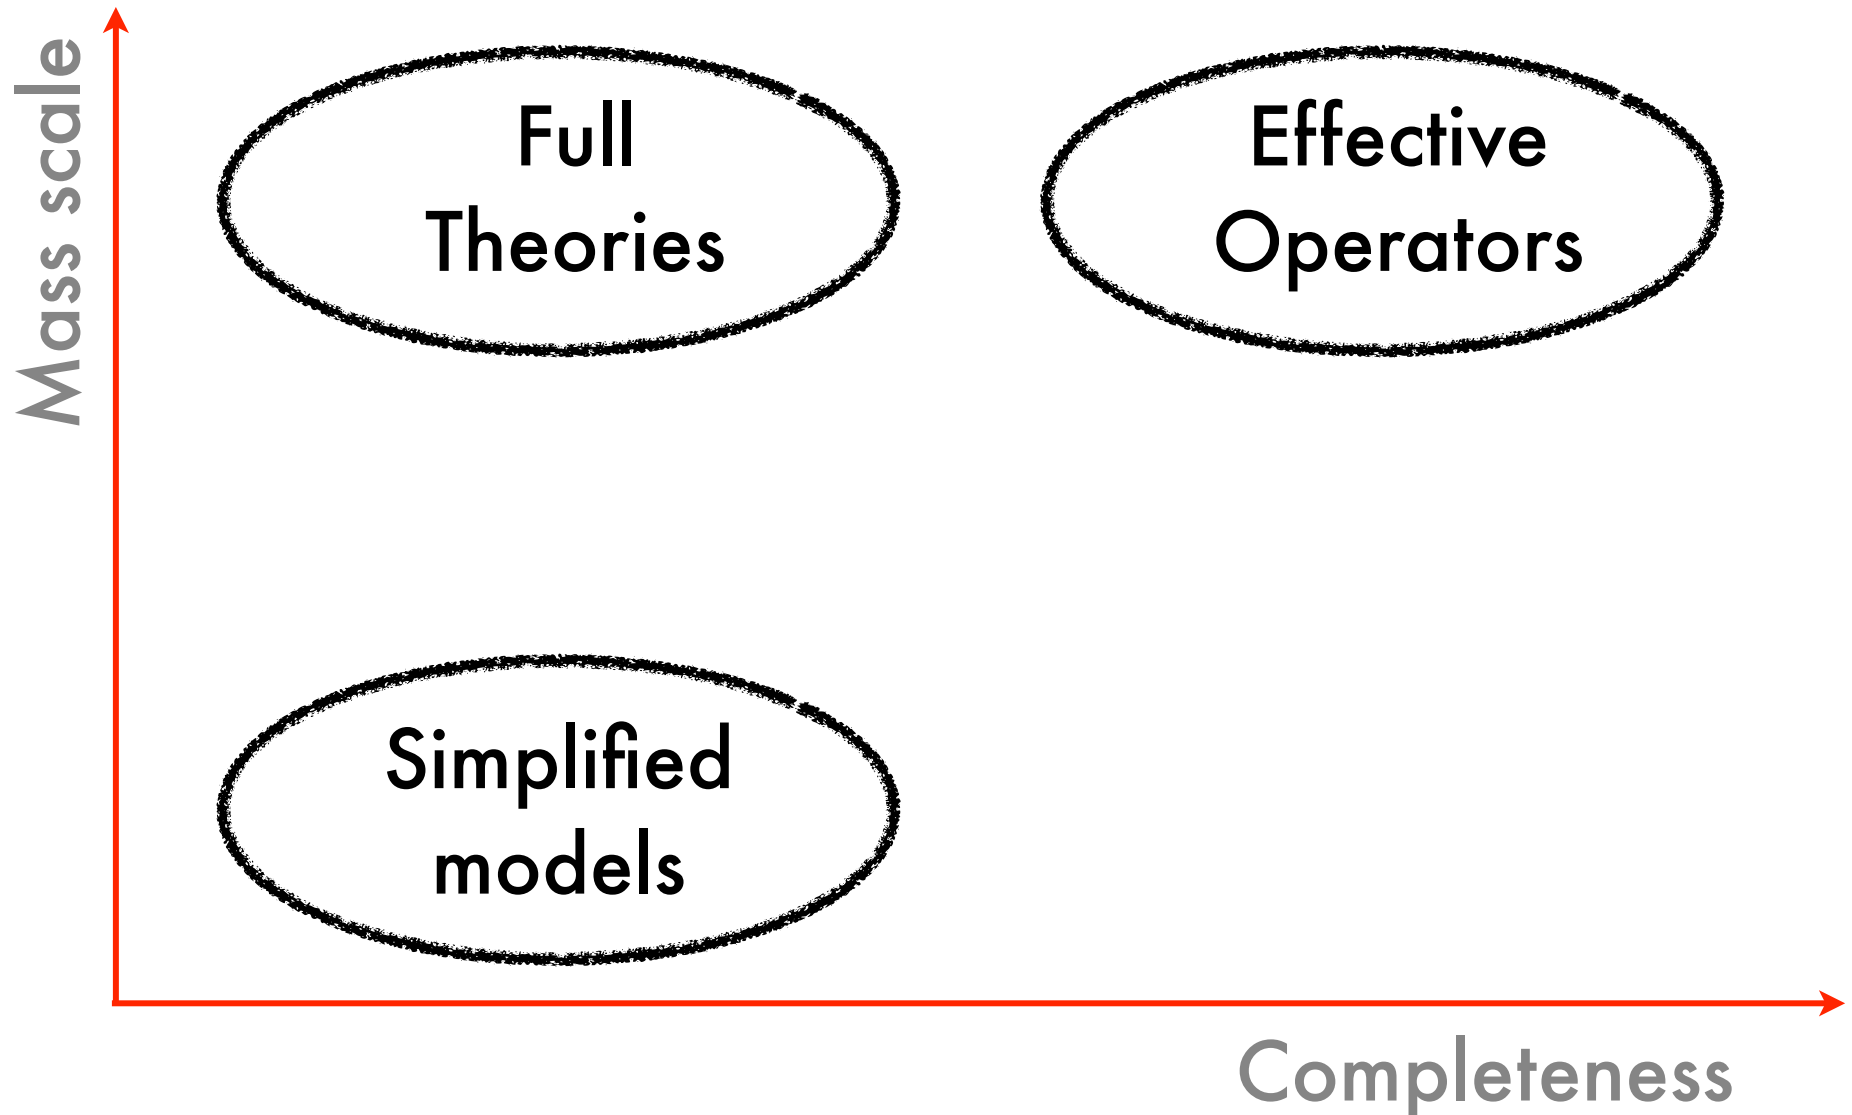 Mass scale
Full
Theories
Effective
Operators
Simplified
models
Completeness